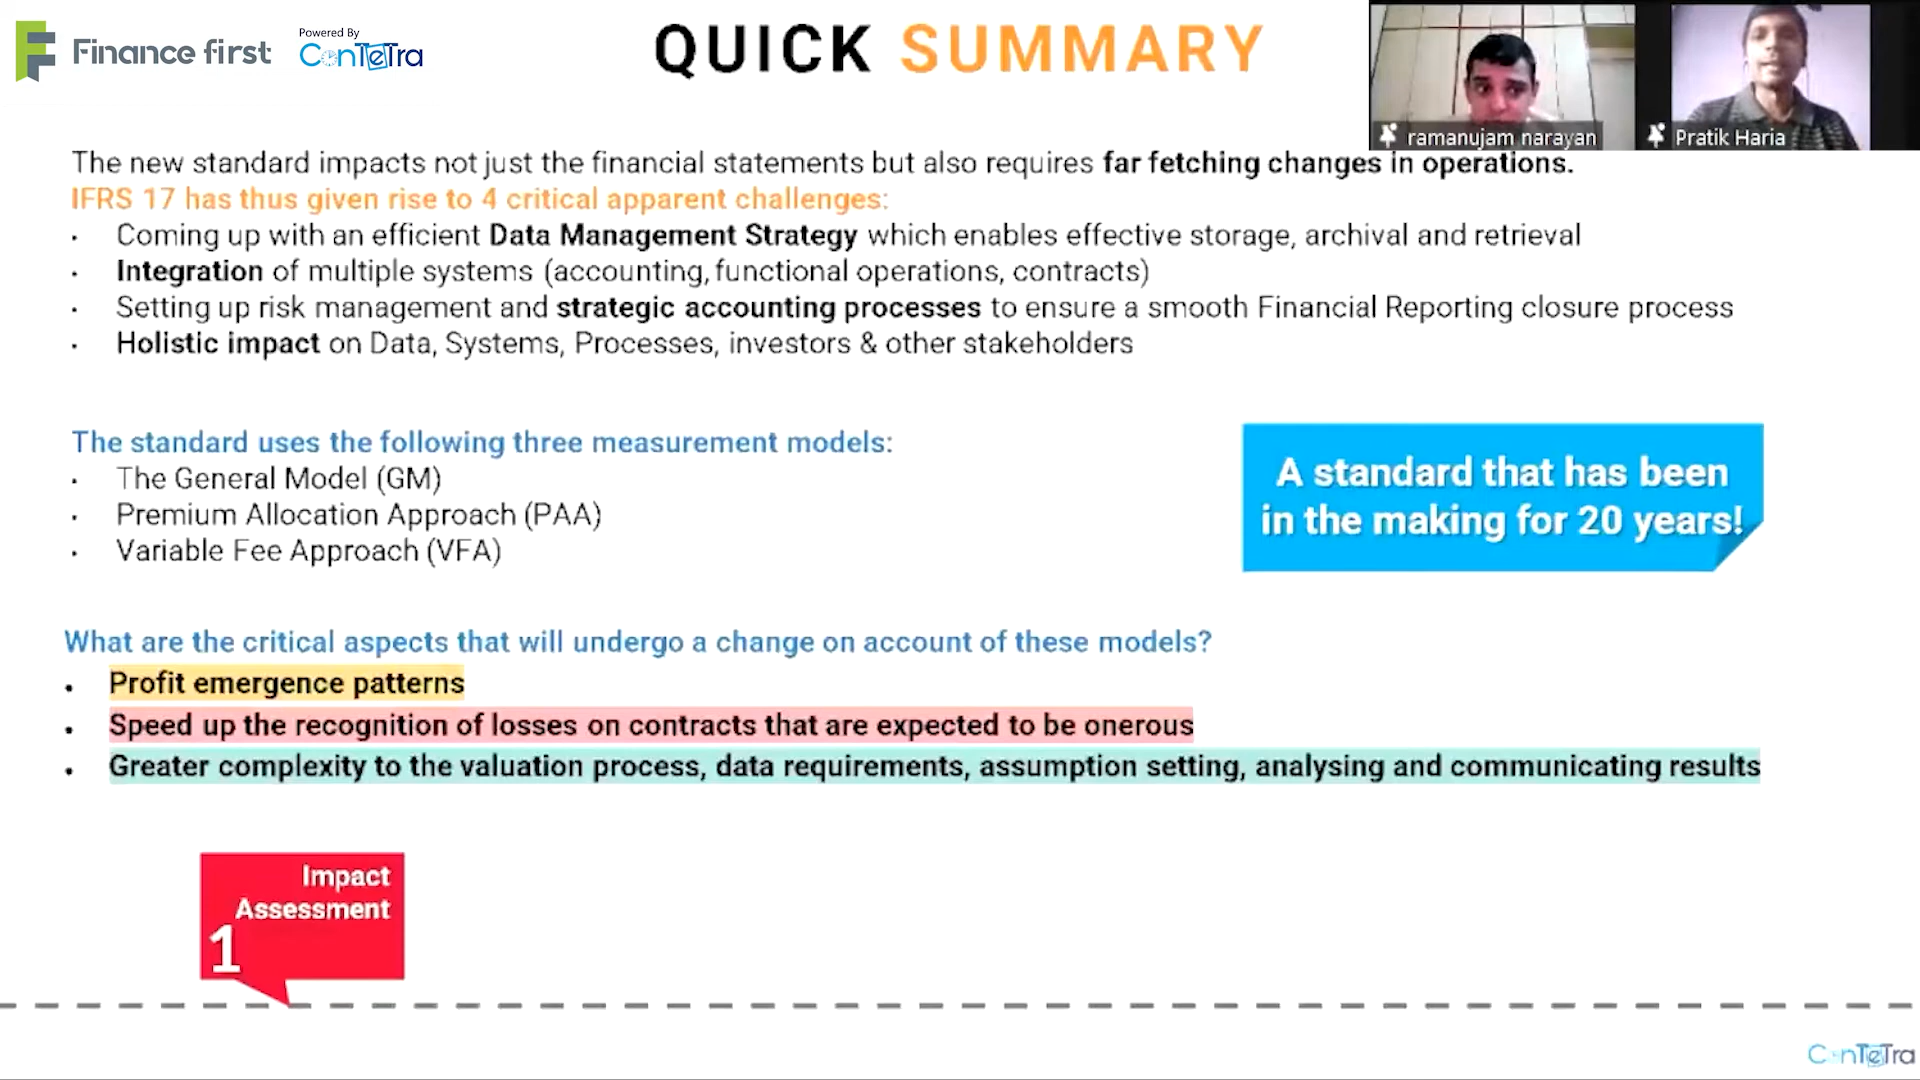 Finance first
Powered By
ConTeTra
QUICK SUMMARY
ramanujam narayan
Pratik Haria
The new standard impacts not just the financial statements but also requires far fetching changes in operations.
IFRS 17 has thus given rise to 4 critical apparent challenges:
• Coming up with an efficient Data Management Strategy which enables effective storage, archival and retrieval
• Integration of multiple systems (accounting, functional operations, contracts)
• Setting up risk management and strategic accounting processes to ensure a smooth Financial Reporting closure process
• Holistic impact on Data, Systems, Processes, investors & other stakeholders
The standard uses the following three measurement models:
• The General Model (GM)
• Premium Allocation Approach (PAA)
• Variable Fee Approach (VFA)
A standard that has been
in the making for 20 years!
What are the critical aspects that will undergo a change on account of these models?
• Profit emergence patterns
• Speed up the recognition of losses on contracts that are expected to be onerous
• Greater complexity to the valuation process, data requirements, assumption setting, analysing and communicating results
Impact
Assessment
1
ConTeTra